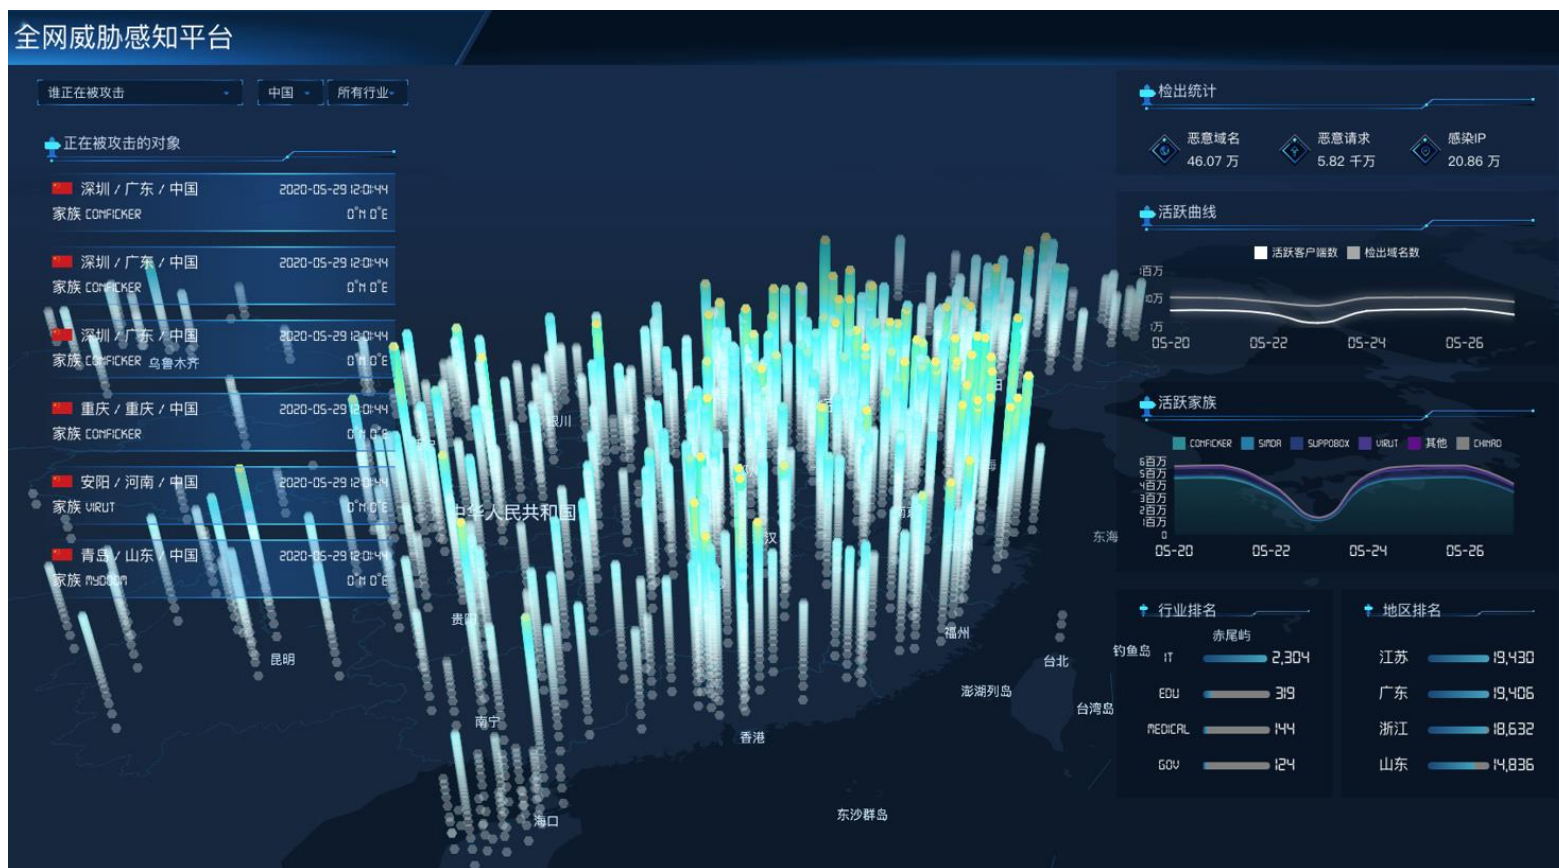 全网威胁感知平台
谁正在被攻击
中国
所有行业
正在被攻击的对象
深圳 / 广东 / 中国 2020-05-29 12:01:44
家族 CONFICKER 0°N 0°E
深圳 / 广东 / 中国 2020-05-29 12:01:44
家族 CONFICKER 0°N 0°E
深圳 / 广东 / 中国 2020-05-29 12:01:44
家族 CONFICKER 0°N 0°E
乌鲁木齐
重庆 / 重庆 / 中国 2020-05-29 12:01:44
家族 CONFICKER 0°N 0°E
安阳 / 河南 / 中国 2020-05-29 12:01:44
家族 VIRUT 0°N 0°E
青岛 / 山东 / 中国 2020-05-29 12:01:44
家族 MYDOOM 0°N 0°E
银川
中华人民共和国
汉
东海
贵阳
昆明
福州
台北
钓鱼岛
赤尾屿
澎湖列岛
台湾岛
南宁
香港
东沙群岛
海口
检出统计
恶意域名
46.07 万
恶意请求
5.82 千万
感染IP
20.86 万
活跃曲线
活跃客户端数 检出域名数
1百万
10万
1万
05-20 05-22 05-24 05-26
活跃家族
CONFICKER SIMDA SUPPOBOX VIRUT 其他 CHINAD
6百万
5百万
4百万
3百万
2百万
1百万
0
05-20 05-22 05-24 05-26
行业排名
IT 2,304
EDU 319
MEDICAL 144
GOV 124
地区排名
江苏 19,430
广东 19,406
浙江 18,632
山东 14,836